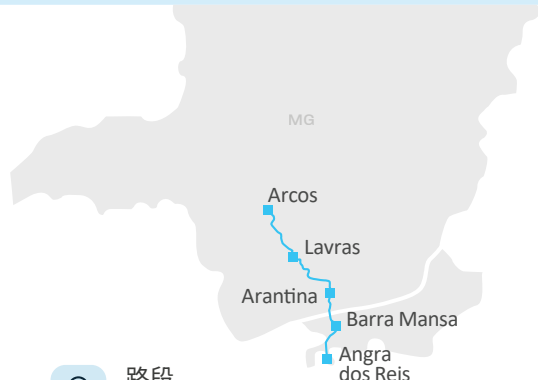 MG
Arcos
Lavras
Arantina
Barra Mansa
Angra
dos Reis
路段